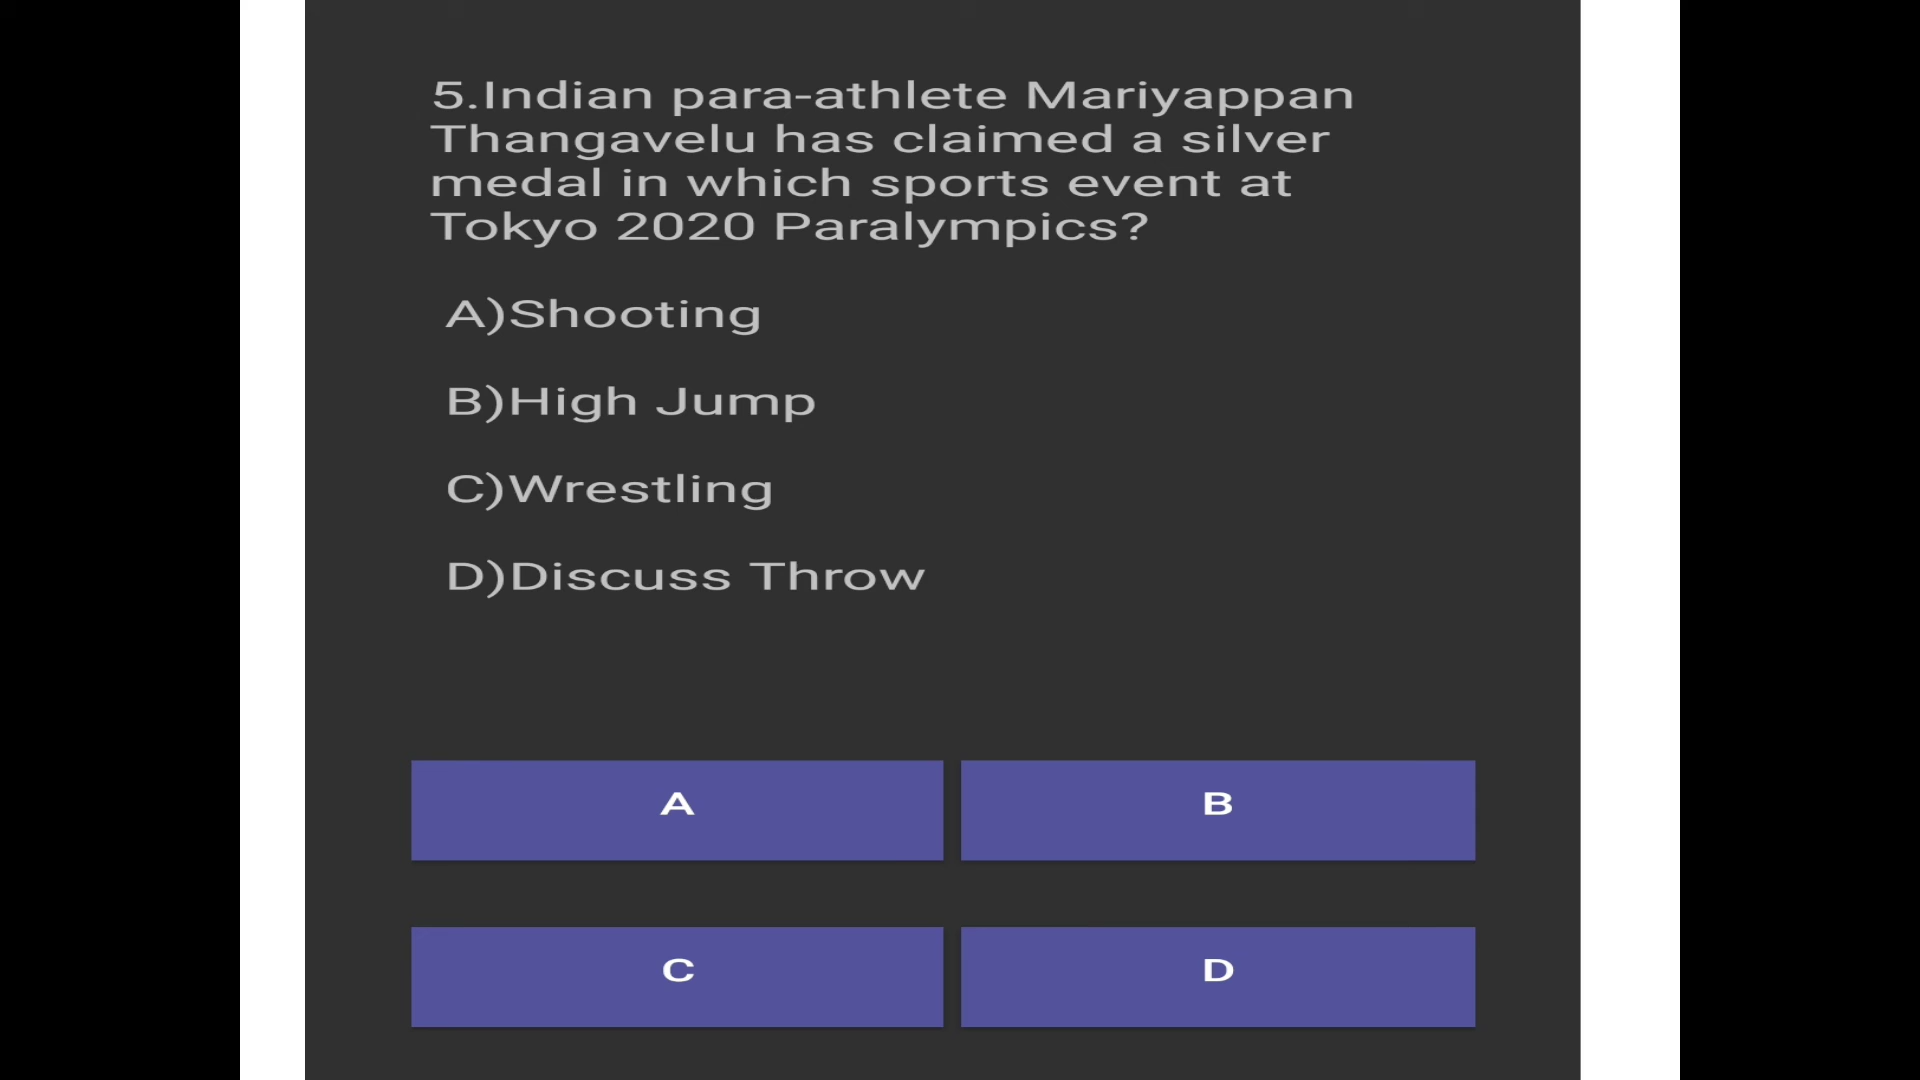 5.Indian para-athlete Mariyappan
Thangavelu has claimed a silver
medal in which sports event at
Tokyo 2020 Paralympics?
A)Shooting
B)High Jump
C)Wrestling
D)Discuss Throw
A
B
C
D